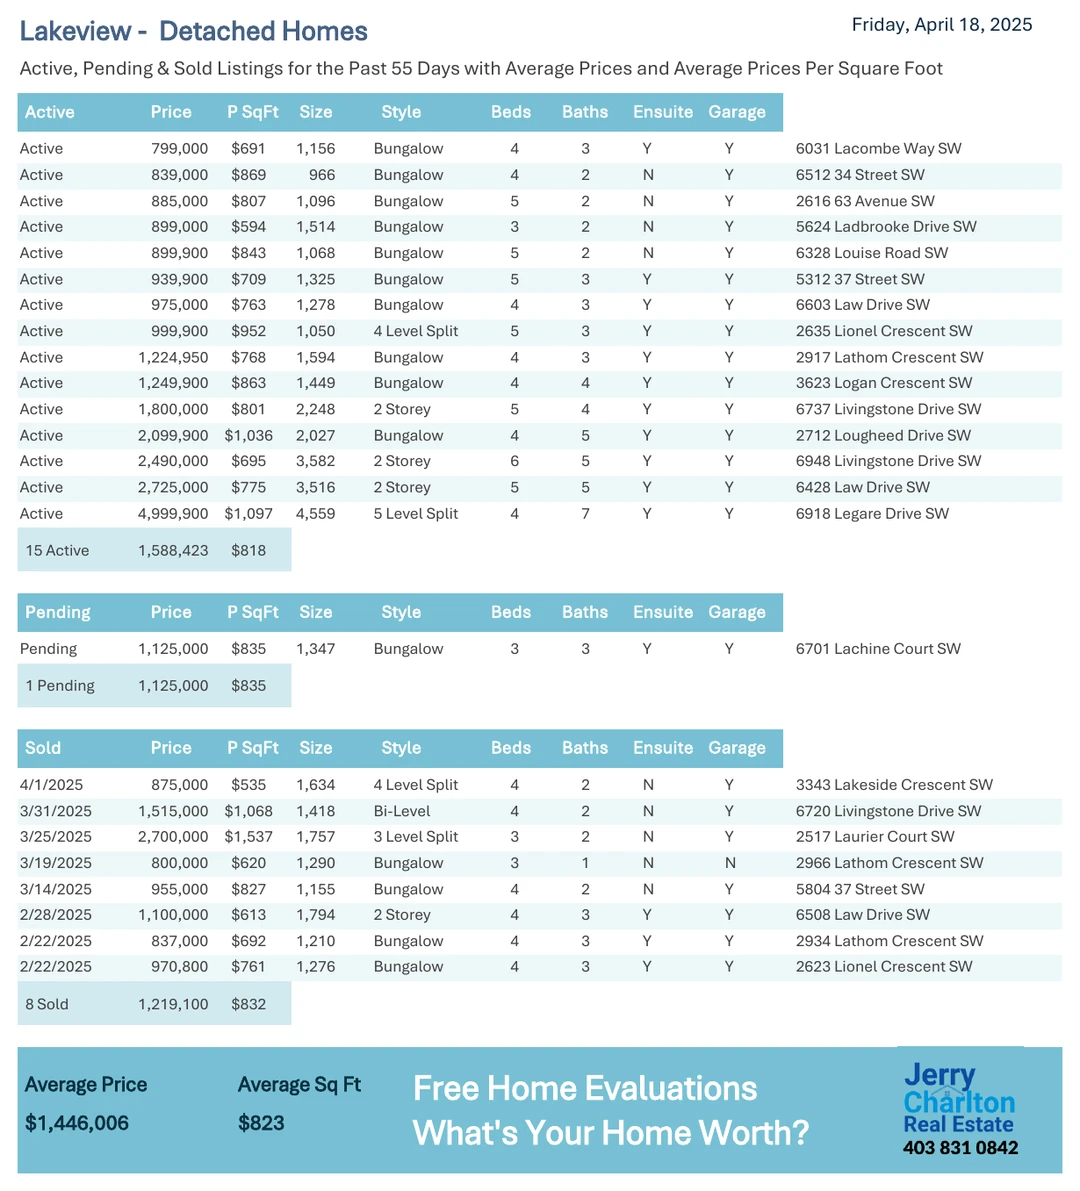 Lakeview - Detached Homes
Friday, April 18, 2025
Active, Pending & Sold Listings for the Past 55 Days with Average Prices and Average Prices Per Square Foot
Active Price P SqFt Size Style Beds Baths Ensuite Garage
Active 799,000 $691 1,156 Bungalow 4 3 Y Y 6031 Lacombe Way SW
Active 839,000 $869 966 Bungalow 4 2 N Y 6512 34 Street SW
Active 885,000 $807 1,096 Bungalow 5 2 N Y 2616 63 Avenue SW
Active 899,000 $594 1,514 Bungalow 3 2 N Y 5624 Ladbrooke Drive SW
Active 899,900 $843 1,068 Bungalow 5 2 N Y 6328 Louise Road SW
Active 939,900 $709 1,325 Bungalow 5 3 Y Y 5312 37 Street SW
Active 975,000 $763 1,278 Bungalow 4 3 Y Y 6603 Law Drive SW
Active 999,900 $952 1,050 4 Level Split 5 3 Y Y 2635 Lionel Crescent SW
Active 1,224,950 $768 1,594 Bungalow 4 3 Y Y 2917 Lathom Crescent SW
Active 1,249,900 $863 1,449 Bungalow 4 4 Y Y 3623 Logan Crescent SW
Active 1,800,000 $801 2,248 2 Storey 5 4 Y Y 6737 Livingstone Drive SW
Active 2,099,900 $1,036 2,027 Bungalow 4 5 Y Y 2712 Lougheed Drive SW
Active 2,490,000 $695 3,582 2 Storey 6 5 Y Y 6948 Livingstone Drive SW
Active 2,725,000 $775 3,516 2 Storey 5 5 Y Y 6428 Law Drive SW
Active 4,999,900 $1,097 4,559 5 Level Split 4 7 Y Y 6918 Legare Drive SW
15 Active 1,588,423 $818
Pending Price P SqFt Size Style Beds Baths Ensuite Garage
Pending 1,125,000 $835 1,347 Bungalow 3 3 Y Y 6701 Lachine Court SW
1 Pending 1,125,000 $835
Sold Price P SqFt Size Style Beds Baths Ensuite Garage
4/1/2025 875,000 $535 1,634 4 Level Split 4 2 N Y 3343 Lakeside Crescent SW
3/31/2025 1,515,000 $1,068 1,418 Bi-Level 4 2 N Y 6720 Livingstone Drive SW
3/25/2025 2,700,000 $1,537 1,757 3 Level Split 3 2 N Y 2517 Laurier Court SW
3/19/2025 800,000 $620 1,290 Bungalow 3 1 N N 2966 Lathom Crescent SW
3/14/2025 955,000 $827 1,155 Bungalow 4 2 N Y 5804 37 Street SW
2/28/2025 1,100,000 $613 1,794 2 Storey 4 3 Y Y 6508 Law Drive SW
2/22/2025 837,000 $692 1,210 Bungalow 4 3 Y Y 2934 Lathom Crescent SW
2/22/2025 970,800 $761 1,276 Bungalow 4 3 Y Y 2623 Lionel Crescent SW
8 Sold 1,219,100 $832
Average Price Average Sq Ft
$1,446,006 $823
Free Home Evaluations
What's Your Home Worth?
Jerry
Charlton
Real Estate
403 831 0842